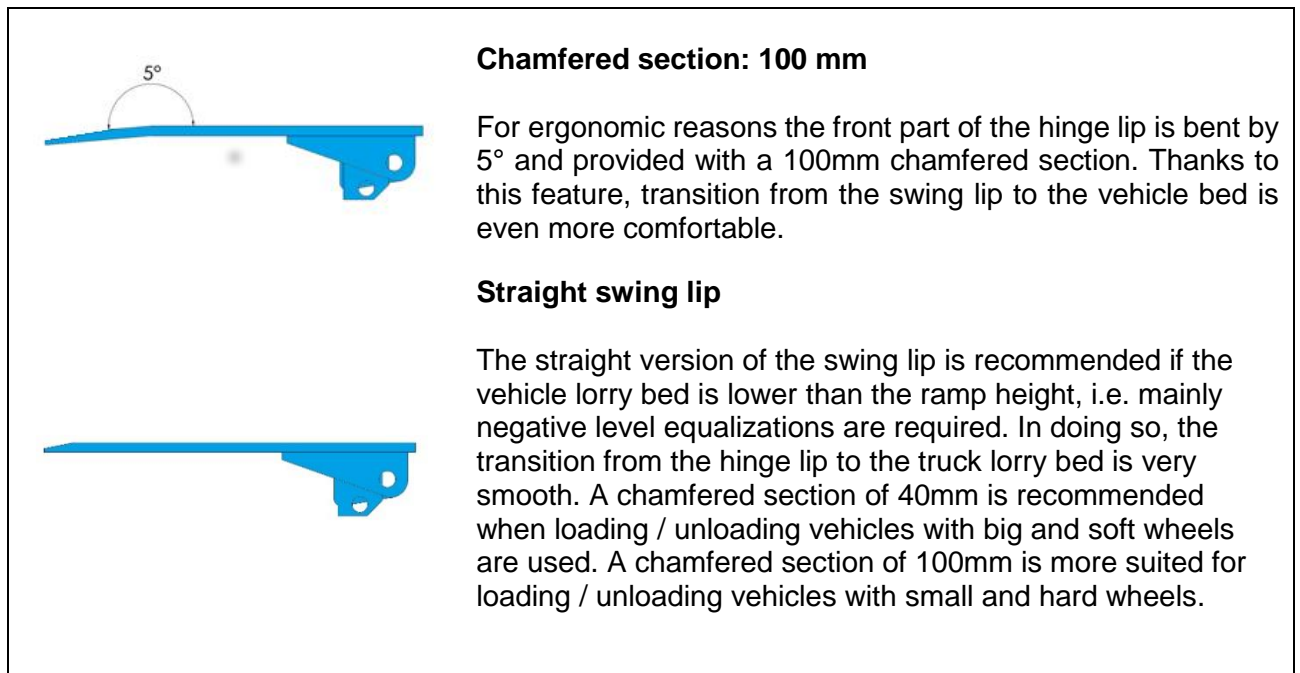 5°
Chamfered section: 100 mm
For ergonomic reasons the front part of the hinge lip is bent by
5° and provided with a 100mm chamfered section. Thanks to
this feature, transition from the swing lip to the vehicle bed is
even more comfortable.
Straight swing lip
The straight version of the swing lip is recommended if the
vehicle lorry bed is lower than the ramp height, i.e. mainly
negative level equalizations are required. In doing so, the
transition from the hinge lip to the truck lorry bed is very
smooth. A chamfered section of 40mm is recommended
when loading / unloading vehicles with big and soft wheels
are used. A chamfered section of 100mm is more suited for
loading / unloading vehicles with small and hard wheels.